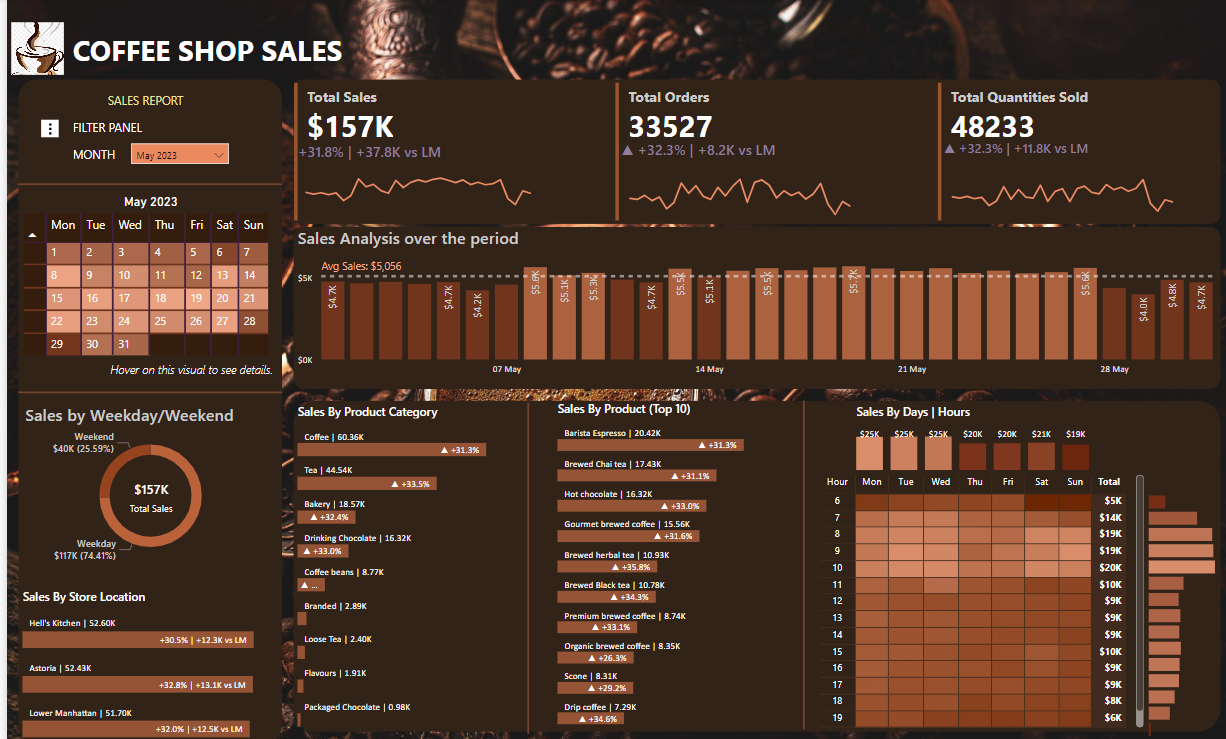 COFFEE SHOP SALES
SALES REPORT
FILTER PANEL
MONTH
May 2023
May 2023
Mon Tue Wed Thu Fri Sat Sun
1 2 3 4 5 6 7
8 9 10 11 12 13 14
15 16 17 18 19 20 21
22 23 24 25 26 27 28
29 30 31
Hover on this visual to see details.
Sales by Weekday/Weekend
Weekend
$40K (25.59%)
$157K
Total Sales
Weekday
$117K (74.41%)
Sales By Store Location
Hell's Kitchen | 52.60K
+30.5% | +12.3K vs LM
Astoria | 52.43K
+32.8% | +13.1K vs LM
Lower Manhattan | 51.70K
+32.0% | +12.5K vs LM
Total Sales
$157K
+31.8% | +37.8K vs LM
Total Orders
33527
▲ +32.3% | +8.2K vs LM
Total Quantities Sold
48233
▲ +32.3% | +11.8K vs LM
Sales Analysis over the period
Avg Sales: $5,056
$5K
$0K
$4.7K $4.7K $4.2K $5.6K $5.1K $5.3K $4.7K $5.5K $5.1K $5.5K $5.7K $5.6K $4.0K $4.8K $4.7K
07 May 14 May 21 May 28 May
Sales By Product Category
Coffee | 60.36K
▲ +31.3%
Tea | 44.54K
▲ +33.5%
Bakery | 18.57K
▲ +32.4%
Drinking Chocolate | 16.32K
▲ +33.0%
Coffee beans | 8.77K
▲ ...
Branded | 2.89K
Loose Tea | 2.40K
Flavours | 1.91K
Packaged Chocolate | 0.98K
Sales By Product (Top 10)
Barista Espresso | 20.42K
▲ +31.3%
Brewed Chai tea | 17.43K
▲ +31.1%
Hot chocolate | 16.32K
▲ +33.0%
Gourmet brewed coffee | 15.56K
▲ +31.6%
Brewed herbal tea | 10.93K
▲ +35.8%
Brewed Black tea | 10.78K
▲ +34.3%
Premium brewed coffee | 8.74K
▲ +33.1%
Organic brewed coffee | 8.35K
▲ +26.3%
Scone | 8.31K
▲ +29.2%
Drip coffee | 7.29K
▲ +34.6%
Sales By Days | Hours
$25K $25K $25K $20K $20K $21K $19K
Hour Mon Tue Wed Thu Fri Sat Sun Total
6 $5K
7 $14K
8 $19K
9 $19K
10 $20K
11 $10K
12 $9K
13 $9K
14 $9K
15 $10K
16 $9K
17 $9K
18 $8K
19 $6K